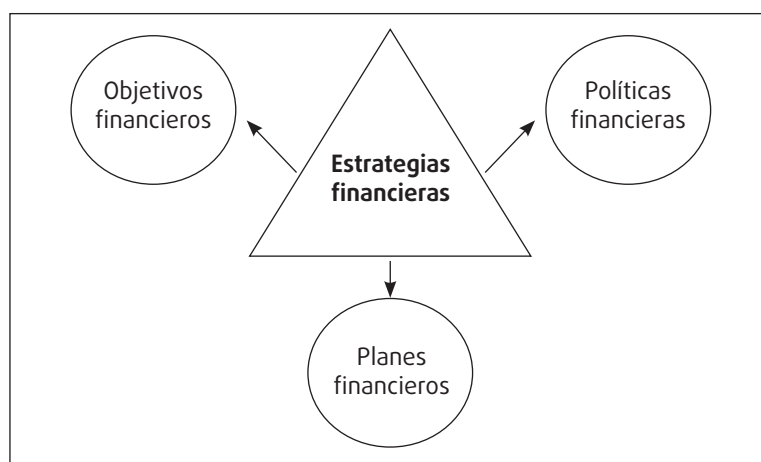 Objetivos
financieros
Políticas
financieras
Estrategias
financieras
Planes
financieros